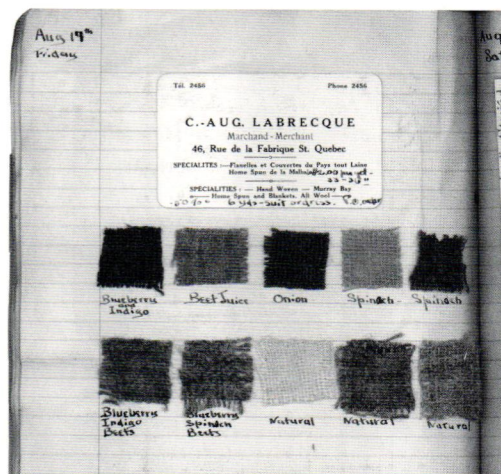 Aug 19th
Friday
Aug
Tél. 2456 Phone 2456
C.-AUG. LABRECQUE
Marchand - Merchant
46, Rue de la Fabrique St. Quebec
SPECIALITES :—Flanelles et Couvertes du Pays tout Laine
Home Spun de la Malbaie
SPÉCIALITIES : — Hand Woven — Murray Bay
Home Spun and Blankets, All Wool
Blueberry
and
Indigo
Beet Juice
Onion
Spinach
Spinach
Blueberry
Indigo
Beets
Blueberry
Spinach
Beets
Natural
Natural
Natural